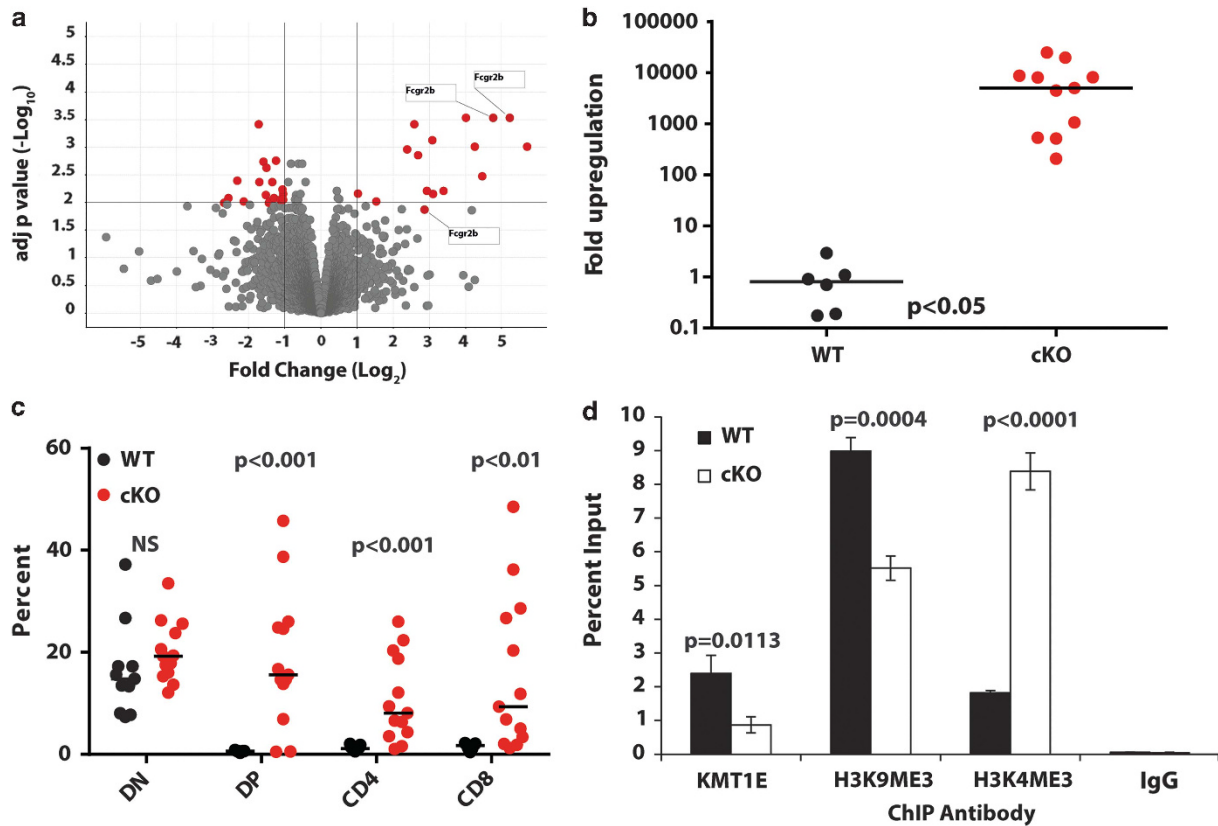 a
adj p value (-Log10)
5
4.5
4
3.5
3
2.5
2
1.5
1
0.5
0
Fcgr2b
Fcgr2b
Fcgr2b
-5 -4 -3 -2 -1 0 1 2 3 4 5
Fold Change (Log2)
b
Fold upregulation
100000
10000
1000
100
10
1
0.1
p<0.05
WT cKO
c
Percent
60
40
20
0
WT
cKO
NS
p<0.001
p<0.001
p<0.01
DN DP CD4 CD8
d
Percent Input
10
9
8
7
6
5
4
3
2
1
0
WT
cKO
p=0.0113
p=0.0004
p<0.0001
KMT1E H3K9ME3 H3K4ME3 IgG
ChIP Antibody